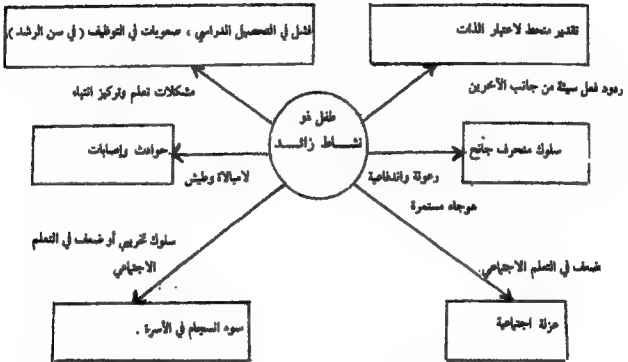 فشل في التحصيل الدراسي ، صعوبات في التوظيف ( في سن الرشد )
تقدير منحط لاعتبار الذات
مشكلات تعلم وتركيز انتباه
ردود فعل سيئة من جانب الآخرين
طفل ذو
نشاط زائد
حوادث وإصابات
سلوك منحرف جانح
لامبالاة وطيش
رعونة واندفاعية
هوجاء مستمرة
سلوك تخريبي أو ضعف في التعلم
الاجتماعي
ضعف في التعلم الاجتماعي.
سوء انسجام في الأسرة .
عزلة اجتماعية